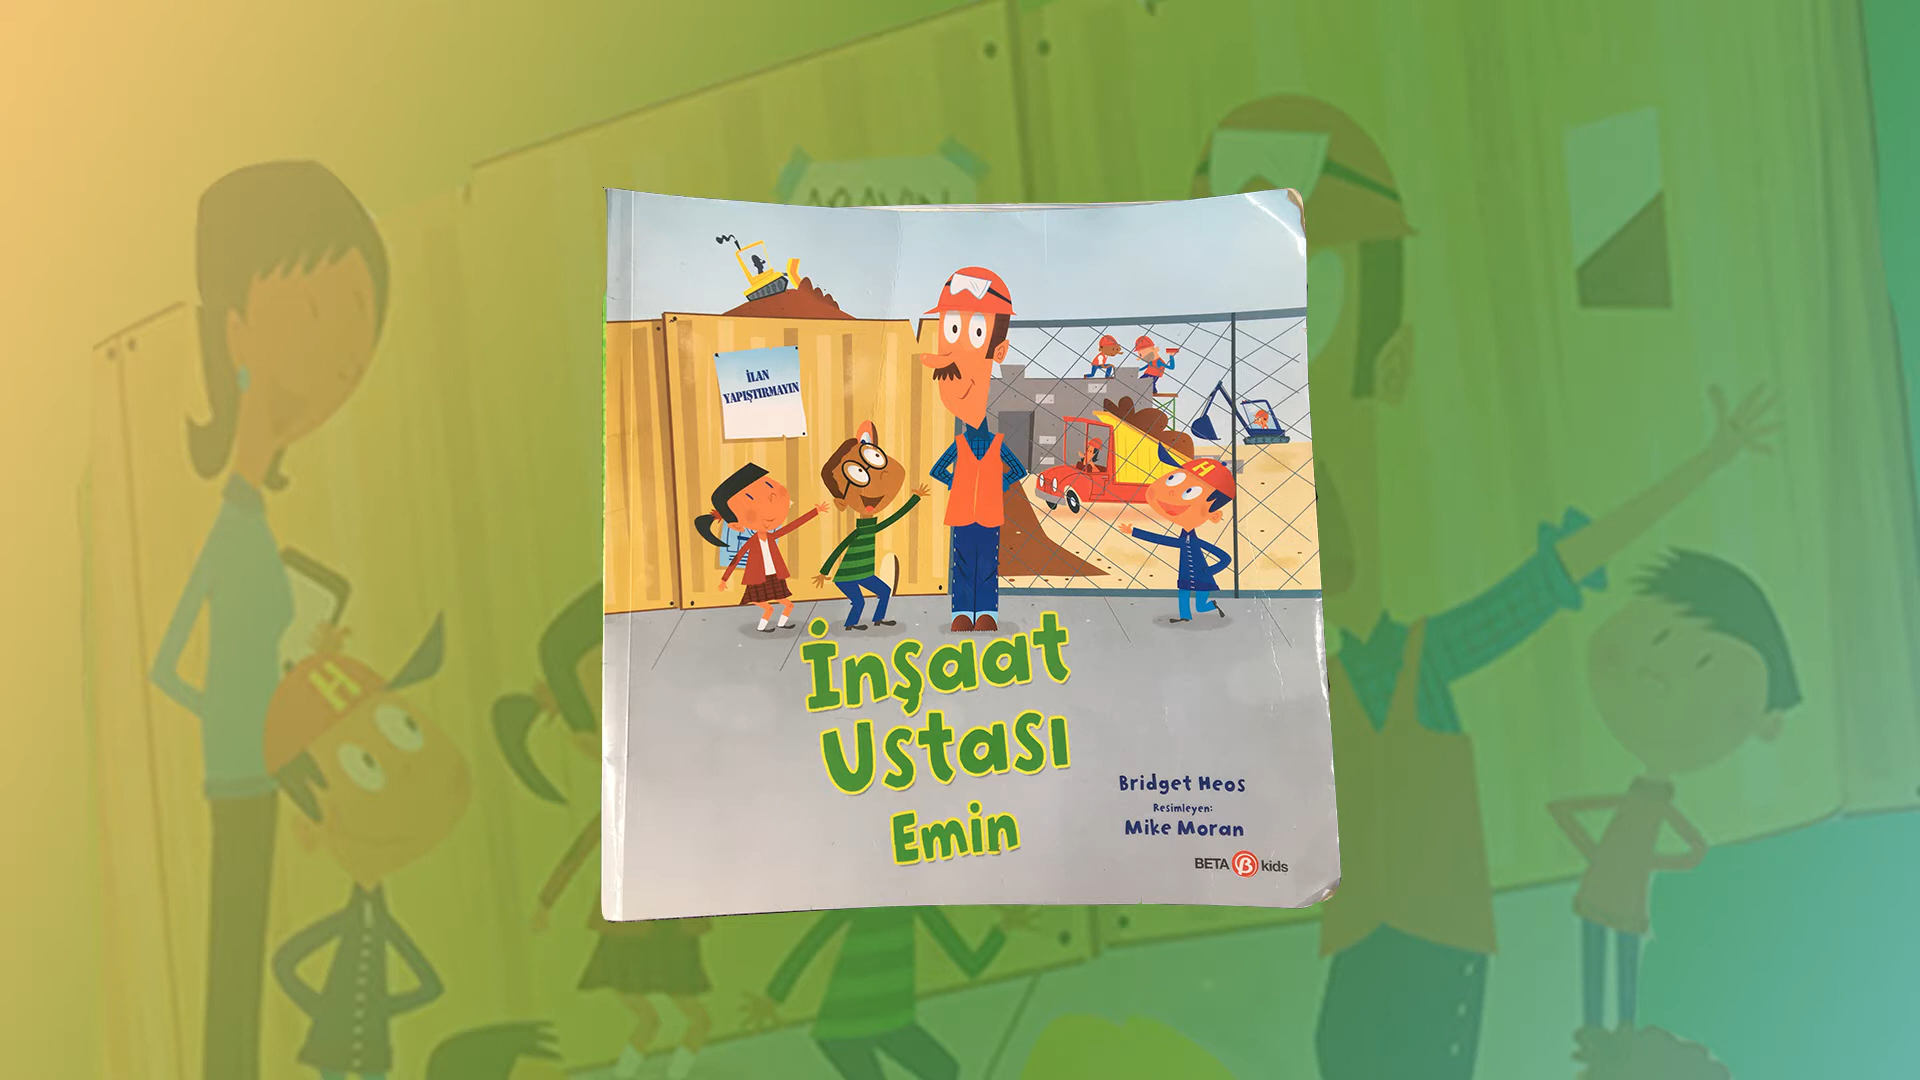 İLAN
YAPIŞTIRMAYIN
H
İnşaat
Ustası
Emin
Bridget Heos
Resimleyen:
Mike Moran
BETA kids
H